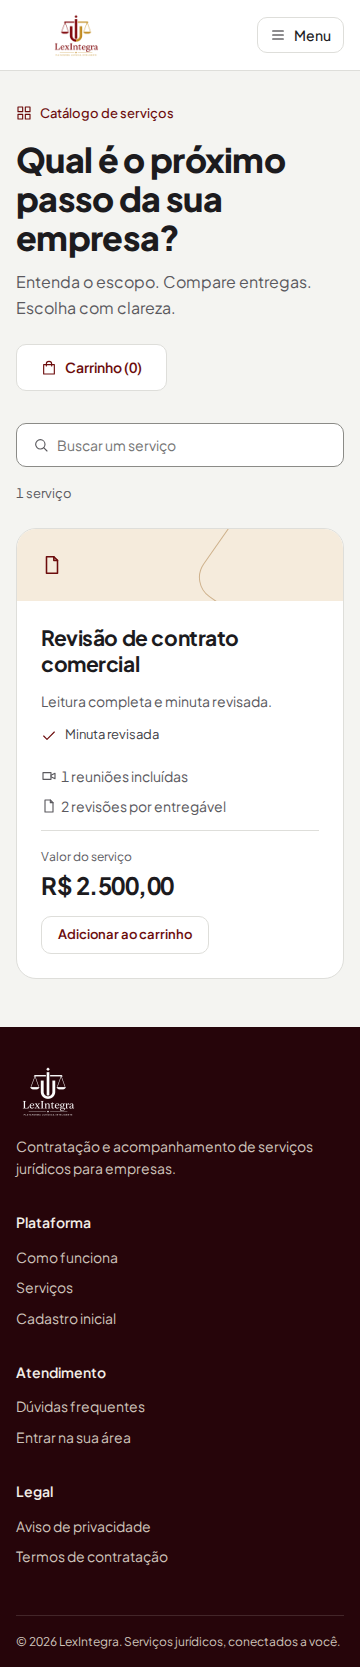 LexIntegra
Menu
Catálogo de serviços
Qual é o próximo
passo da sua
empresa?
Entenda o escopo. Compare entregas.
Escolha com clareza.
Carrinho (0)
Buscar um serviço
1 serviço
Revisão de contrato
comercial
Leitura completa e minuta revisada.
Minuta revisada
1 reuniões incluídas
2 revisões por entregável
Valor do serviço
R$ 2.500,00
Adicionar ao carrinho
LexIntegra
Contratação e acompanhamento de serviços
jurídicos para empresas.
Plataforma
Como funciona
Serviços
Cadastro inicial
Atendimento
Dúvidas frequentes
Entrar na sua área
Legal
Aviso de privacidade
Termos de contratação
© 2026 LexIntegra. Serviços jurídicos, conectados a você.